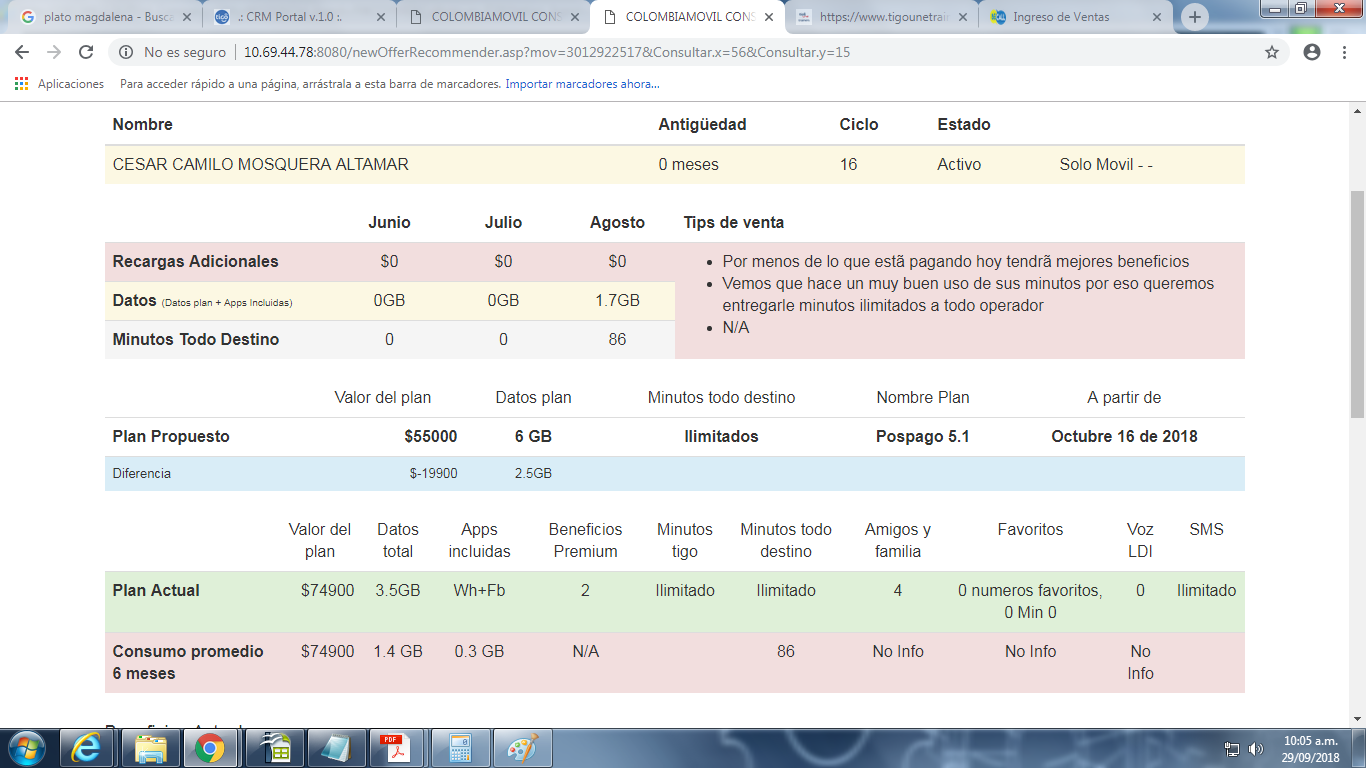 plato magdalena - Busca
.: CRM Portal v.1.0 :.
COLOMBIAMOVIL CONS
COLOMBIAMOVIL CONS
https://www.tigounetrain
Ingreso de Ventas
No es seguro 10.69.44.78:8080/newOfferRecommender.asp?mov=3012922517&Consultar.x=56&Consultar.y=15
Aplicaciones Para acceder rápido a una página, arrástrala a esta barra de marcadores. Importar marcadores ahora...
Nombre Antigüedad Ciclo Estado
CESAR CAMILO MOSQUERA ALTAMAR 0 meses 16 Activo Solo Movil - -
Junio Julio Agosto Tips de venta
Recargas Adicionales $0 $0 $0
Datos (Datos plan + Apps Incluidas) 0GB 0GB 1.7GB
Minutos Todo Destino 0 0 86
Por menos de lo que estã pagando hoy tendrã mejores beneficios
Vemos que hace un muy buen uso de sus minutos por eso queremos
entregarle minutos ilimitados a todo operador
N/A
Valor del plan Datos plan Minutos todo destino Nombre Plan A partir de
Plan Propuesto $55000 6 GB Ilimitados Pospago 5.1 Octubre 16 de 2018
Diferencia $-19900 2.5GB
Valor del Datos Apps Beneficios Minutos Minutos todo Amigos y Favoritos Voz SMS
plan total incluidas Premium tigo destino familia LDI
Plan Actual $74900 3.5GB Wh+Fb 2 Ilimitado Ilimitado 4 0 numeros favoritos, 0 Ilimitado
0 Min 0
Consumo promedio $74900 1.4 GB 0.3 GB N/A 86 No Info No Info No
6 meses Info
10:05 a.m.
29/09/2018